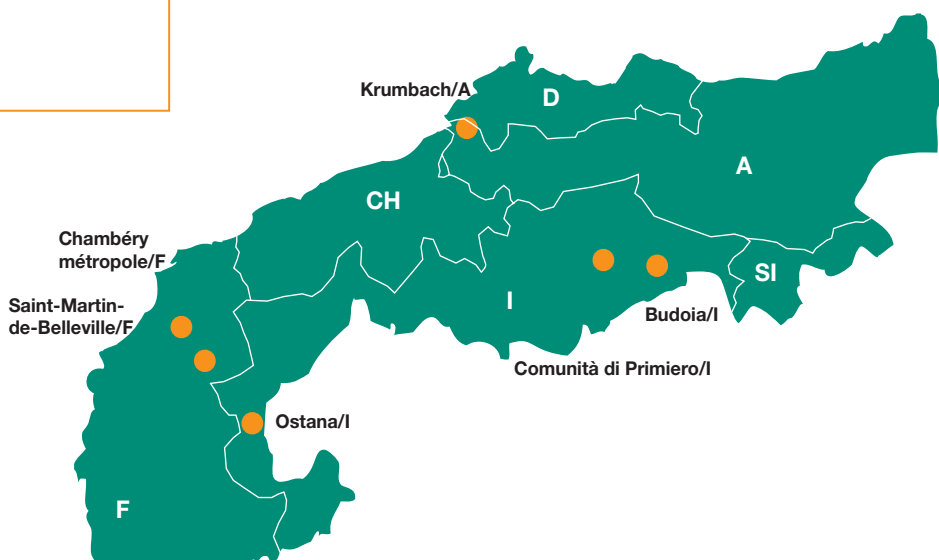 Krumbach/A
D
A
CH
Chambéry
métropole/F
Saint-Martin-
de-Belleville/F
SI
I
Budoia/I
Comunità di Primiero/I
Ostana/I
F